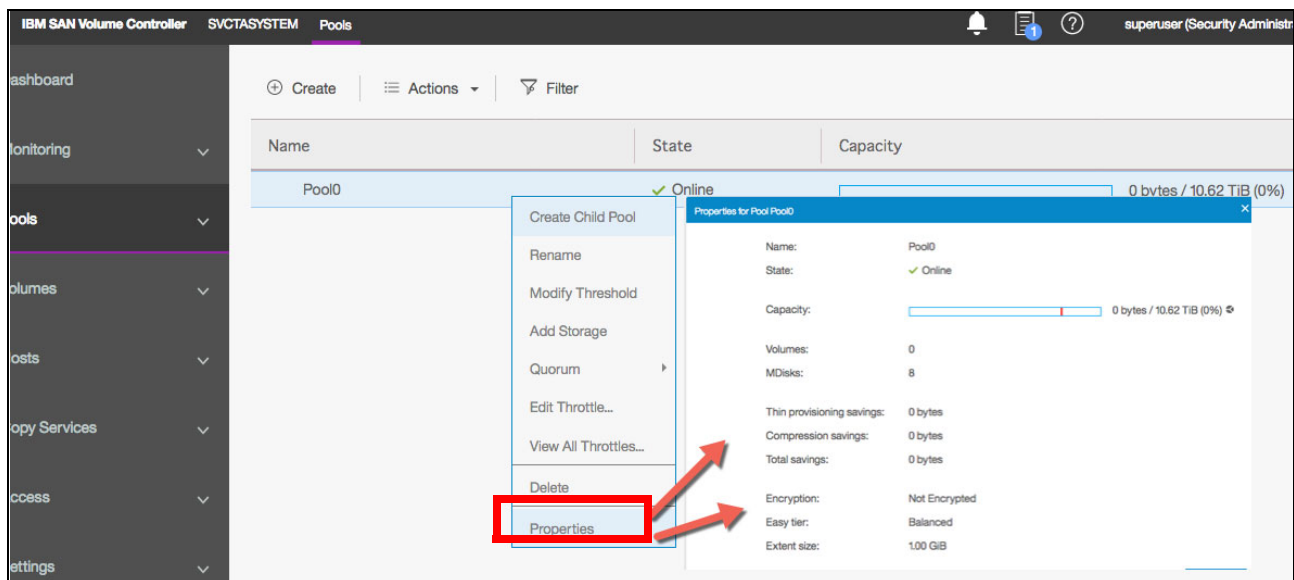 IBM SAN Volume Controller SVCTASYSTEM Pools superuser (Security Administr
1
ashboard
onitoring
ools
olumes
osts
opy Services
ccess
ettings
Create Actions Filter
Name State Capacity
Pool0 Online 0 bytes / 10.62 TiB (0%)
Create Child Pool
Rename
Modify Threshold
Add Storage
Quorum
Edit Throttle...
View All Throttles...
Delete
Properties
Properties for Pool Pool0
Name: Pool0
State: Online
Capacity: 0 bytes / 10.62 TiB (0%)
Volumes: 0
MDisks: 8
Thin provisioning savings: 0 bytes
Compression savings: 0 bytes
Total savings: 0 bytes
Encryption: Not Encrypted
Easy tier: Balanced
Extent size: 1.00 GiB